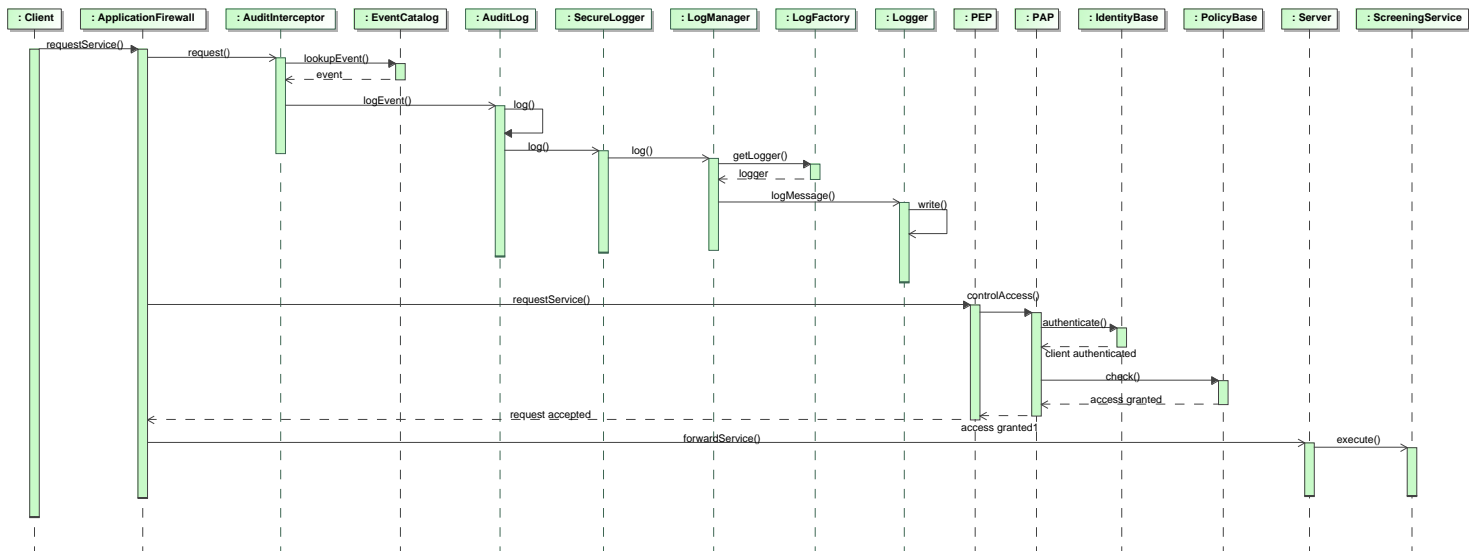 : Client
: ApplicationFirewall
: AuditInterceptor
: EventCatalog
: AuditLog
: SecureLogger
: LogManager
: LogFactory
: Logger
: PEP
: PAP
: IdentityBase
: PolicyBase
: Server
: ScreeningService
requestService()
request()
lookupEvent()
event
logEvent()
log()
log()
log()
getLogger()
logger
logMessage()
write()
requestService()
controlAccess()
authenticate()
client authenticated
check()
access granted
request accepted
access granted1
forwardService()
execute()